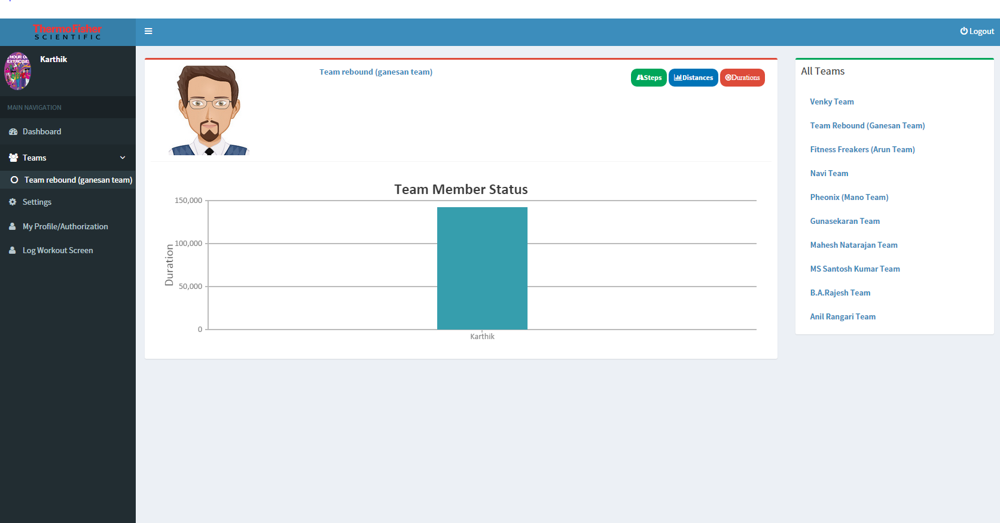 ThermoFisher
SCIENTIFIC
Logout
HOUR OF
EXERCISE
Karthik
MAIN NAVIGATION
Dashboard
Teams
Team rebound (ganesan team)
Settings
My Profile/Authorization
Log Workout Screen
Team rebound (ganesan team)
Steps
Distances
Durations
Team Member Status
150,000
100,000
50,000
0
Duration
Karthik
All Teams
Venky Team
Team Rebound (Ganesan Team)
Fitness Freakers (Arun Team)
Navi Team
Pheonix (Mano Team)
Gunasekaran Team
Mahesh Natarajan Team
MS Santosh Kumar Team
B.A.Rajesh Team
Anil Rangari Team